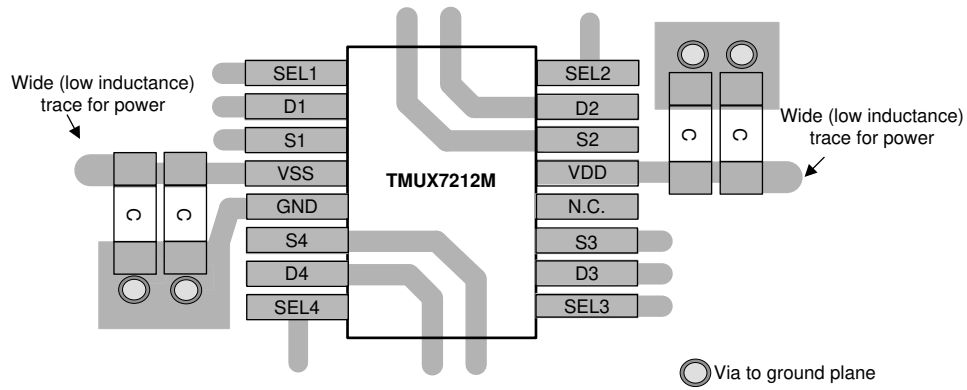 Wide (low inductance)
trace for power
SEL1
D1
S1
VSS
GND
S4
D4
SEL4
C
C
TMUX7212M
SEL2
D2
S2
VDD
N.C.
S3
D3
SEL3
C
C
Wide (low inductance)
trace for power
Via to ground plane